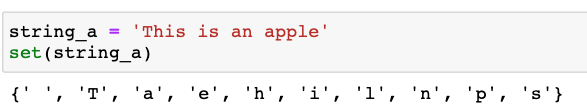 string_a = 'This is an apple'
set(string_a)
{' ', 'T', 'a', 'e', 'h', 'i', 'l', 'n', 'p', 's'}